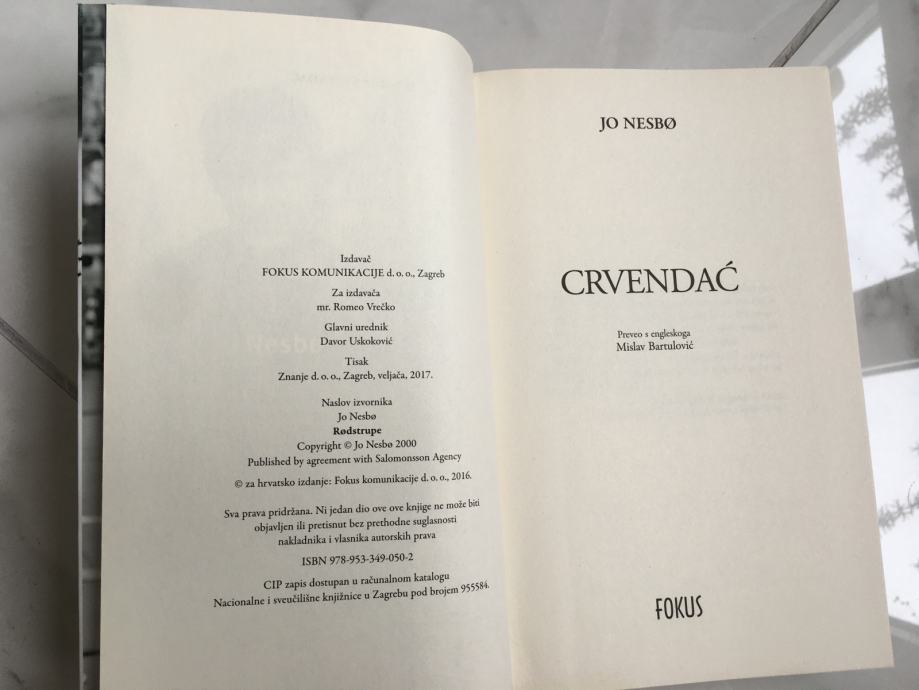 Izdavač
FOKUS KOMUNIKACIJE d. o. o., Zagreb
Za izdavača
mr. Romeo Vrečko
Glavni urednik
Davor Uskoković
Tisak
Znanje d. o. o., Zagreb, veljača, 2017.
Naslov izvornika
Jo Nesbø
Rødstrupe
Copyright © Jo Nesbø 2000
Published by agreement with Salomonsson Agency
© za hrvatsko izdanje: Fokus komunikacije d. o. o., 2016.
Sva prava pridržana. Ni jedan dio ove ove knjige ne može biti
objavljen ili pretisnut bez prethodne suglasnosti
nakladnika i vlasnika autorskih prava
ISBN 978-953-349-050-2
CIP zapis dostupan u računalnom katalogu
Nacionalne i sveučilišne knjižnice u Zagrebu pod brojem 955584.
JO NESBØ
CRVENDAĆ
Preveo s engleskoga
Mislav Bartulović
FOKUS